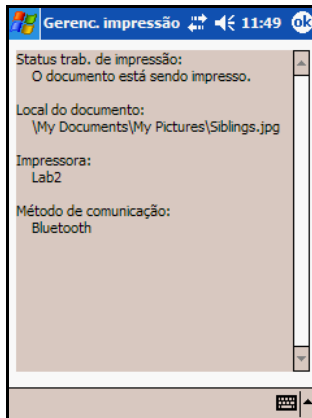 Gerenc. impressão 11:49 ok
Status trab. de impressão:
O documento está sendo impresso.
Local do documento:
\My Documents\My Pictures\Siblings.jpg
Impressora:
Lab2
Método de comunicação:
Bluetooth